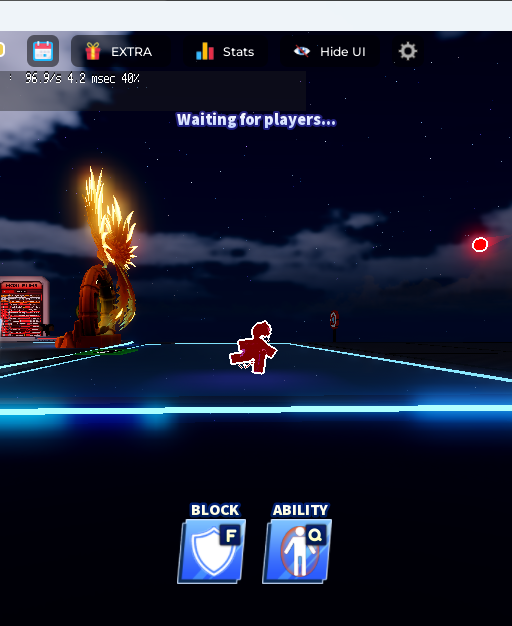 EXTRA
Stats
Hide UI
: 96.9/s 4.2 msec 40%
Waiting for players...
BLOCK
ABILITY
F
Q